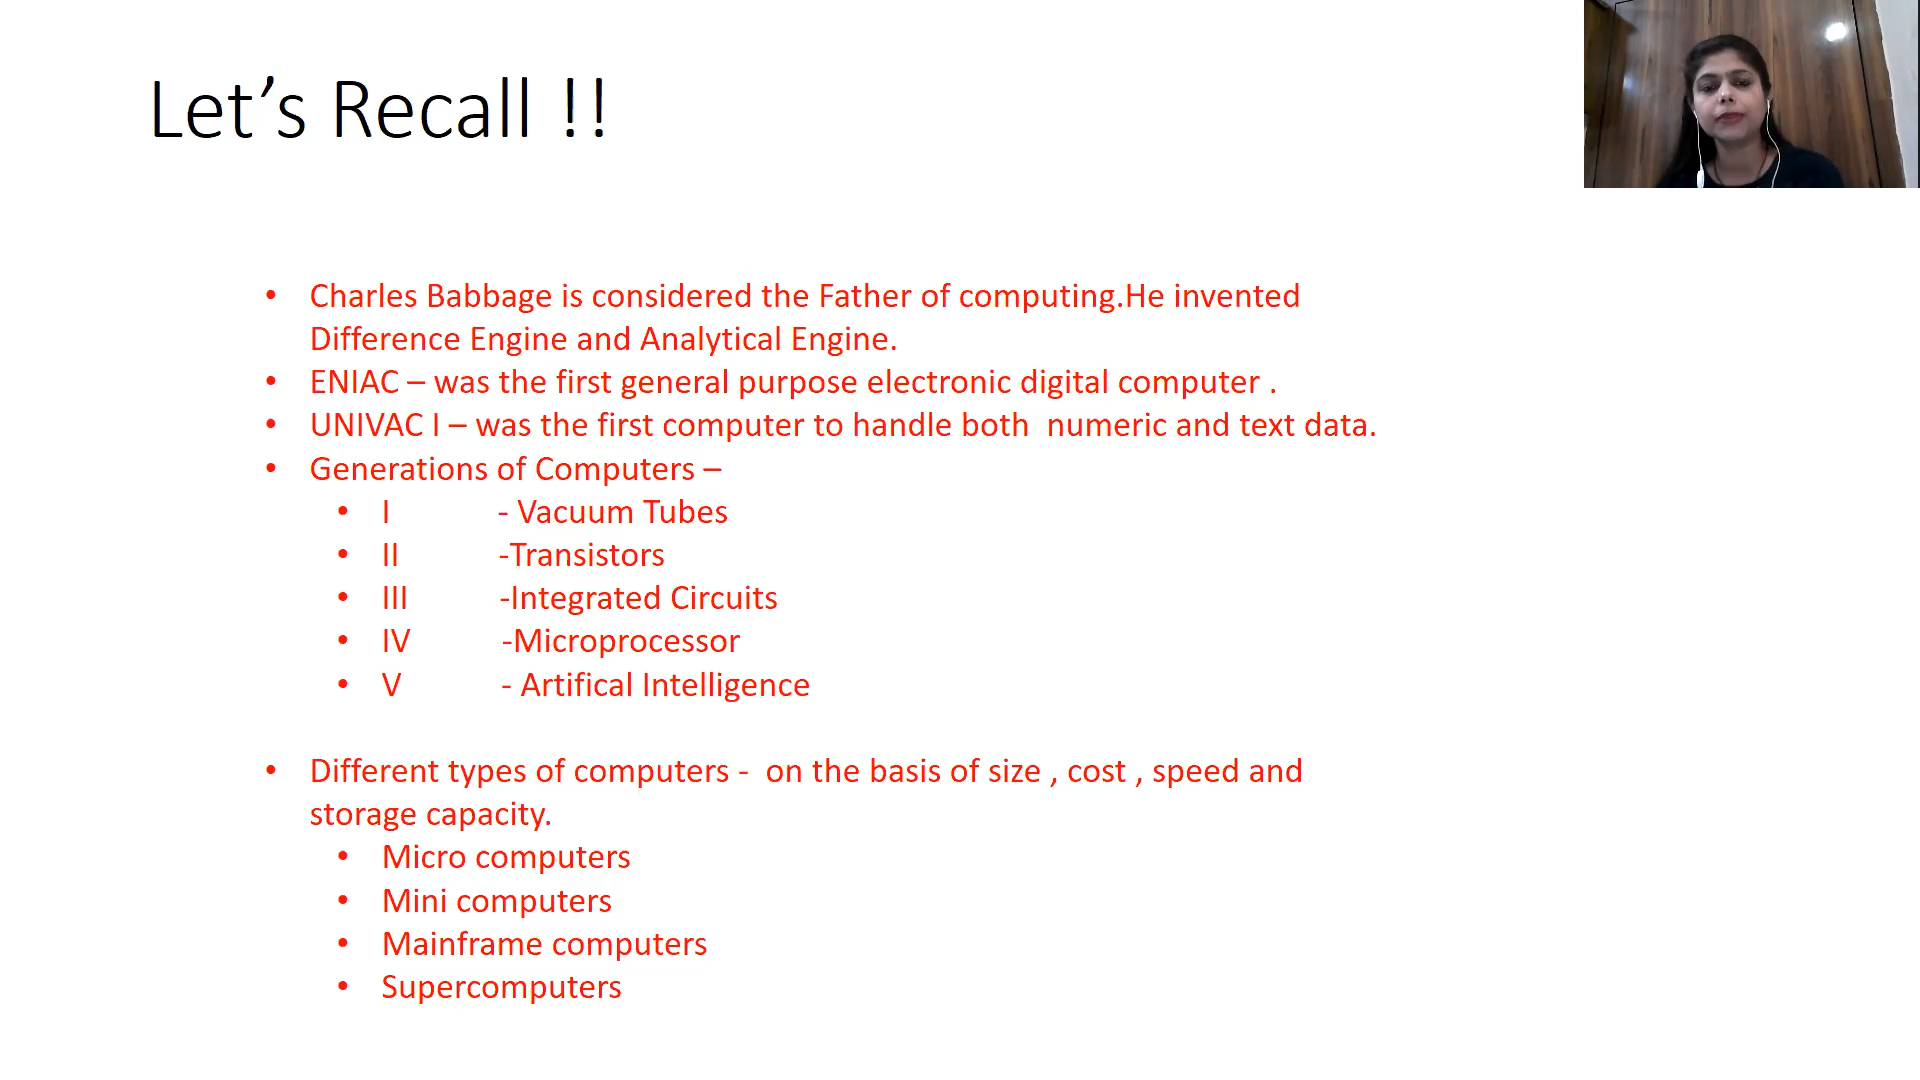 Let’s Recall !!
• Charles Babbage is considered the Father of computing.He invented
Difference Engine and Analytical Engine.
• ENIAC – was the first general purpose electronic digital computer .
• UNIVAC I – was the first computer to handle both  numeric and text data.
• Generations of Computers –
• I - Vacuum Tubes
• II -Transistors
• III -Integrated Circuits
• IV -Microprocessor
• V - Artifical Intelligence
• Different types of computers -  on the basis of size , cost , speed and
storage capacity.
• Micro computers
• Mini computers
• Mainframe computers
• Supercomputers